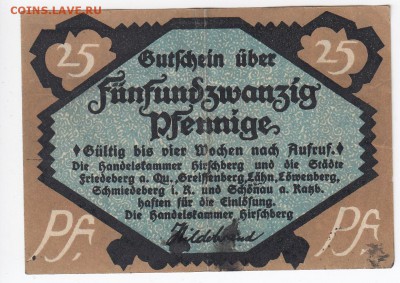 COINS.LAVE.RU
25
25
Gutschein über
Fünfundzwanzig
Pfennige
Gültig bis vier Wochen nach Aufruf.
Die Handelskammer Hirschberg und die Städte
Friedeberg a. Qu., Greiffenberg, Lähn, Löwenberg,
Schmiedeberg i. R. und Schönau a. Katzb.
haften für die Einlösung.
Die Handelskammer Hirschberg
Hildebrand
Pf.
Pf.